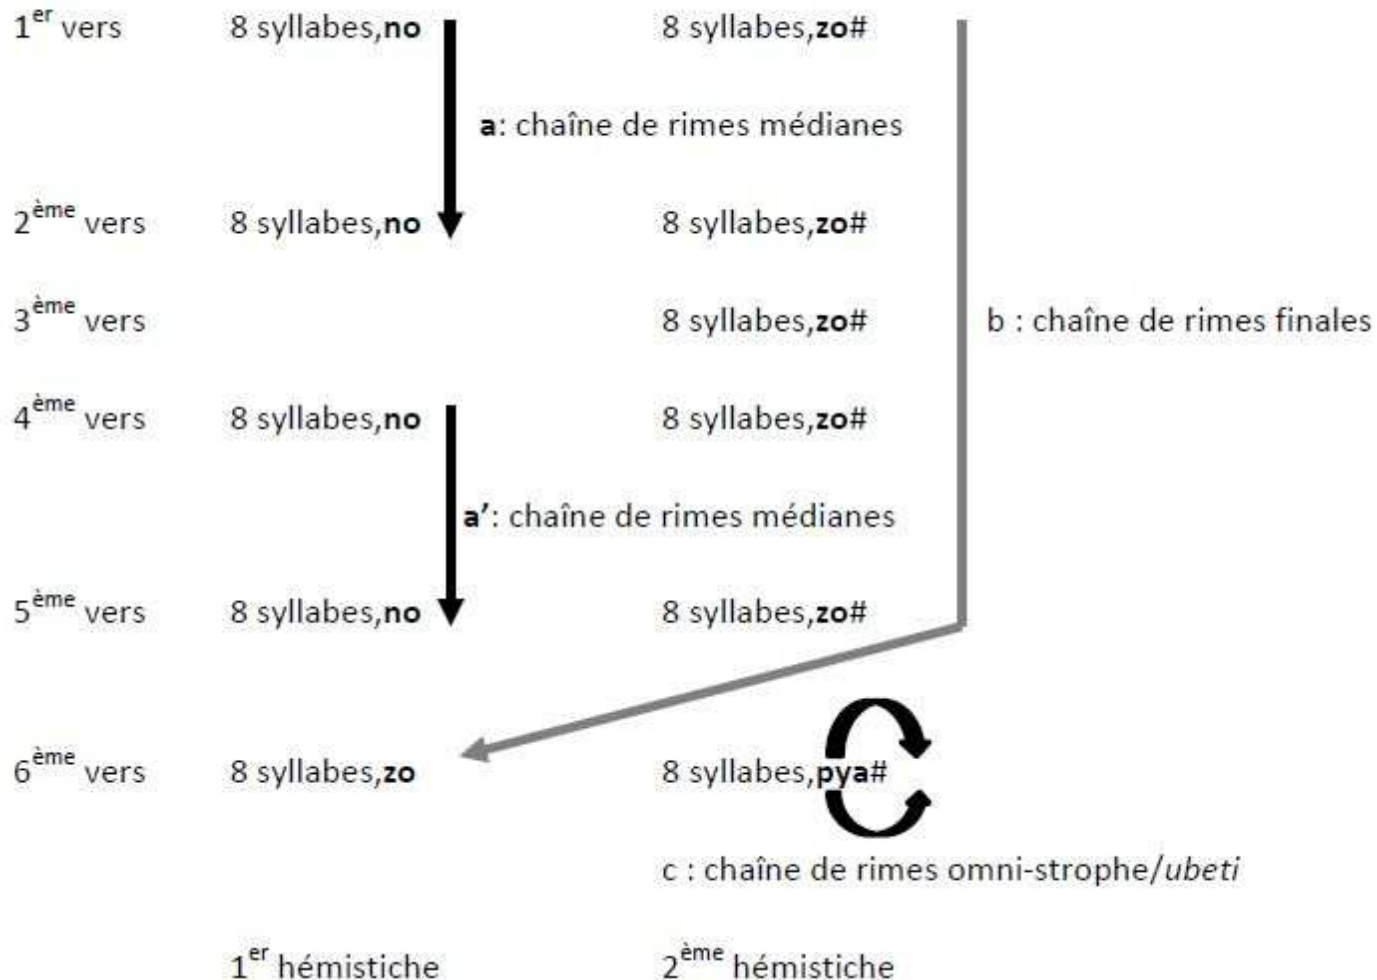 1er vers 8 syllabes,no 8 syllabes,zo#
a: chaîne de rimes médianes
2ème vers 8 syllabes,no 8 syllabes,zo#
3ème vers 8 syllabes,zo# b : chaîne de rimes finales
4ème vers 8 syllabes,no 8 syllabes,zo#
a’: chaîne de rimes médianes
5ème vers 8 syllabes,no 8 syllabes,zo#
6ème vers 8 syllabes,zo 8 syllabes,pya#
c : chaîne de rimes omni-strophe/ubeti
1er hémistiche 2ème hémistiche